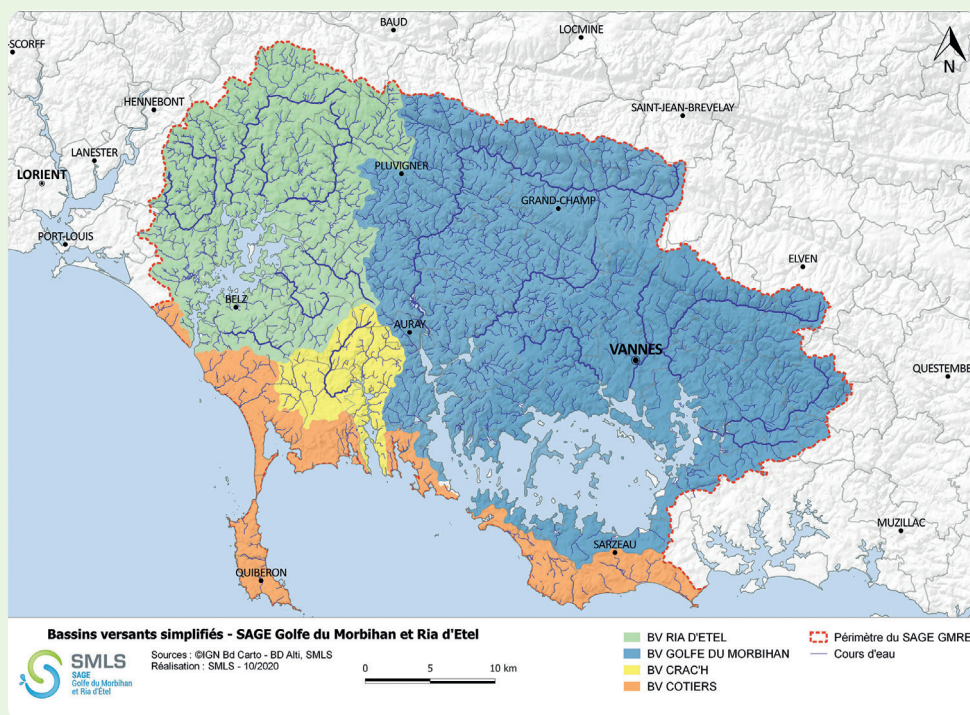 BAUD
LOCMINE
-SCORFF
N
HENNEBONT
SAINT-JEAN-BREVELAY
LANESTER
PLUVIGNER
LORIENT
GRAND-CHAMP
PORT-LOUIS
ELVEN
BELZ
AURAY
VANNES
QUESTEMBE
MUZILLAC
SARZEAU
QUIBERON
Bassins versants simplifiés - SAGE Golfe du Morbihan et Ria d'Etel
SMLS
SAGE
Golfe du Morbihan
et Ria d'Étel
Sources : ©IGN Bd Carto - BD Alti, SMLS
Réalisation : SMLS - 10/2020
0 5 10 km
BV RIA D'ETEL
BV GOLFE DU MORBIHAN
BV CRAC'H
BV COTIERS
Périmètre du SAGE GMRE
Cours d'eau